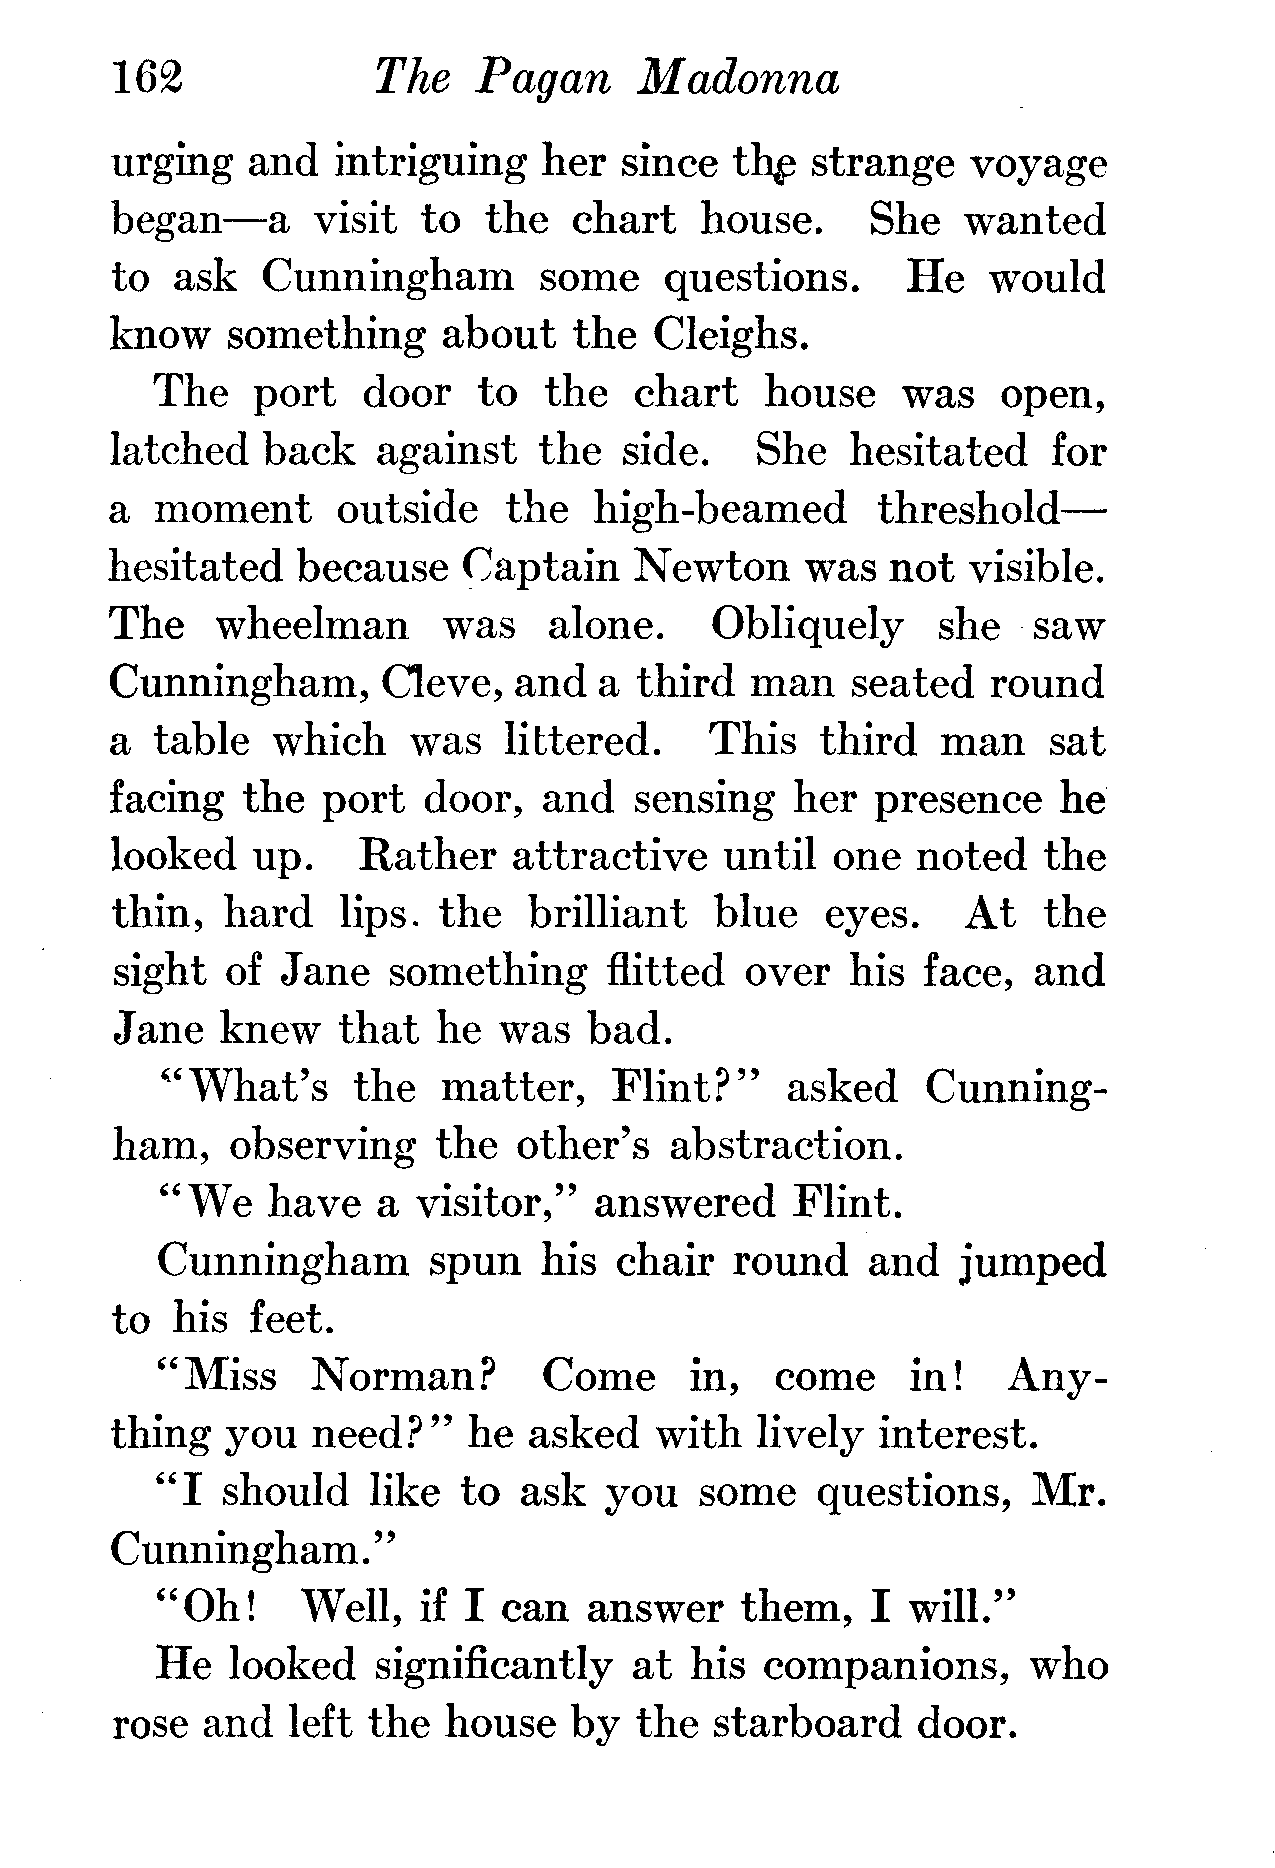 162 The Pagan Madonna
urging and intriguing her since the strange voyage
began—a visit to the chart house. She wanted
to ask Cunningham some questions. He would
know something about the Cleighs.
The port door to the chart house was open,
latched back against the side. She hesitated for
a moment outside the high-beamed threshold—
hesitated because Captain Newton was not visible.
The wheelman was alone. Obliquely she saw
Cunningham, Cleve, and a third man seated round
a table which was littered. This third man sat
facing the port door, and sensing her presence he
looked up. Rather attractive until one noted the
thin, hard lips. the brilliant blue eyes. At the
sight of Jane something flitted over his face, and
Jane knew that he was bad.
“What’s the matter, Flint?” asked Cunning-
ham, observing the other’s abstraction.
“We have a visitor,” answered Flint.
Cunningham spun his chair round and jumped
to his feet.
“Miss Norman? Come in, come in! Any-
thing you need?” he asked with lively interest.
“I should like to ask you some questions, Mr.
Cunningham.”
“Oh! Well, if I can answer them, I will.”
He looked significantly at his companions, who
rose and left the house by the starboard door.